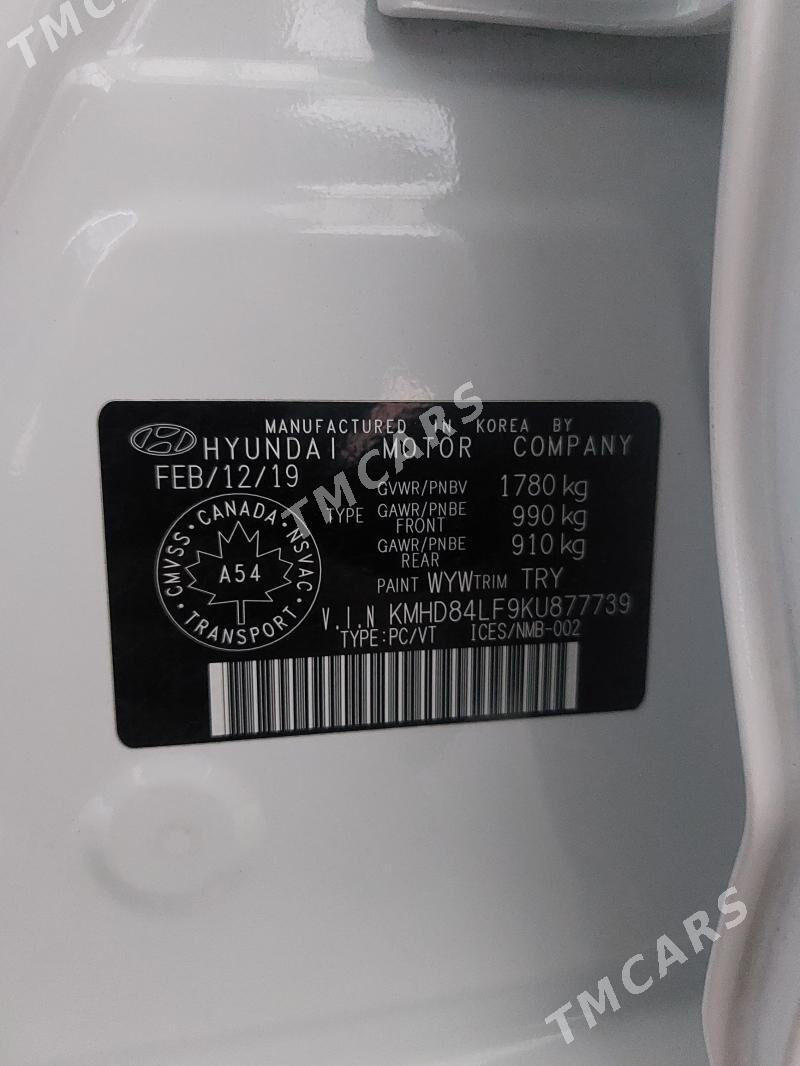 TMCARS
MANUFACTURED IN KOREA BY
HYUNDAI MOTOR COMPANY
FEB/12/19
GVWR/PNBV 1780 kg
TYPE GAWR/PNBE FRONT 990 kg
GAWR/PNBE REAR 910 kg
PAINT WYW TRIM TRY
CMVSS · CANADA · NSVAC
A54
TRANSPORT
V.I.N KMHD84LF9KU877739
TYPE:PC/VT ICES/NMB-002
TMCARS
TMCARS